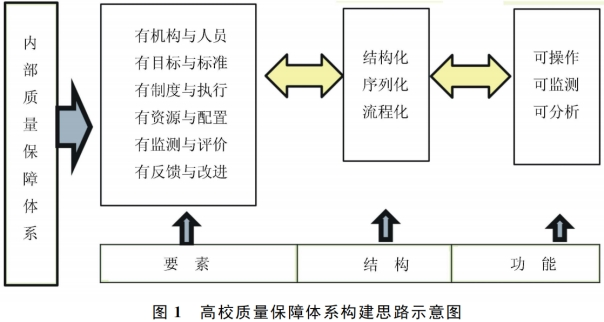 内部质量保障体系
有机构与人员
有目标与标准
有制度与执行
有资源与配置
有监测与评价
有反馈与改进
结构化
序列化
流程化
可操作
可监测
可分析
要 素
结 构
功 能
图 1 高校质量保障体系构建思路示意图